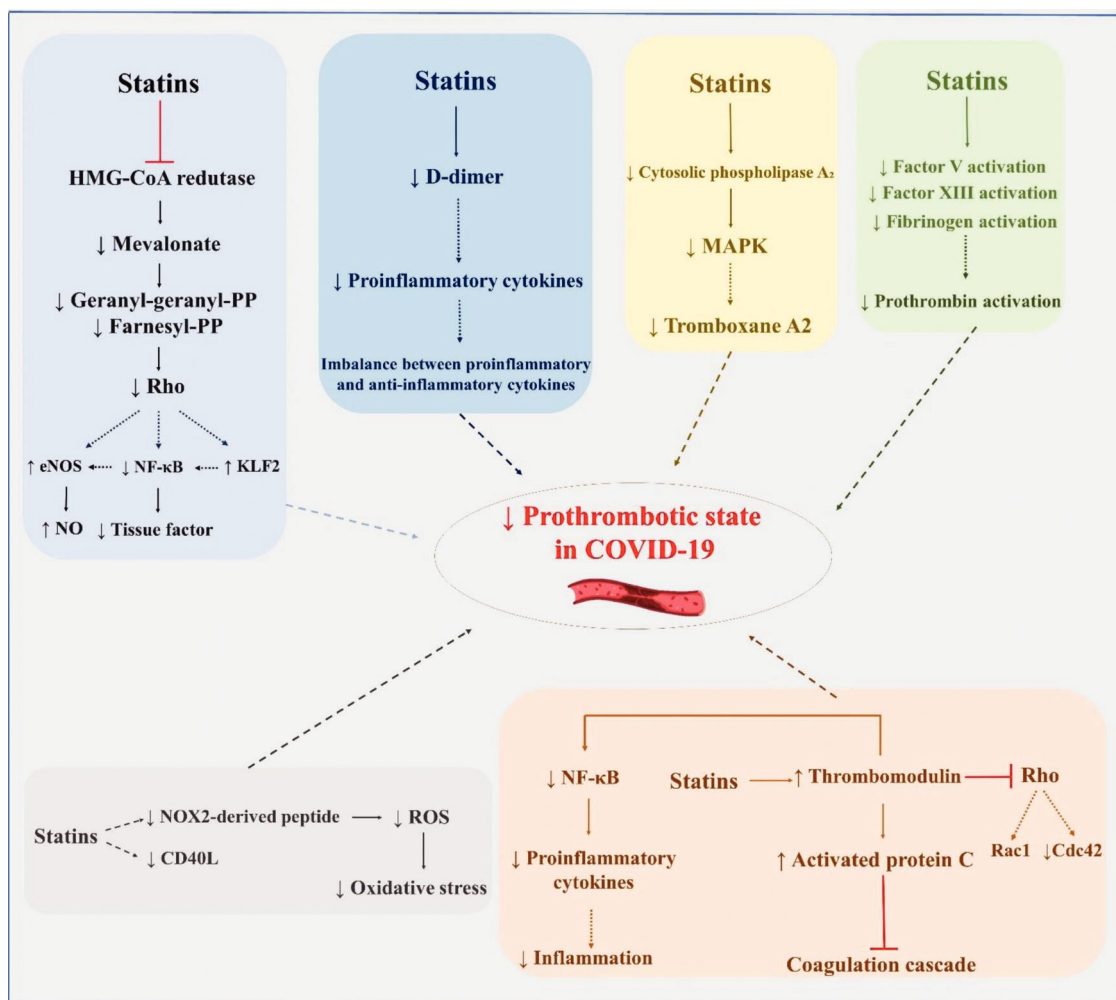 Statins
HMG-CoA redutase
↓ Mevalonate
↓ Geranyl-geranyl-PP
↓ Farnesyl-PP
↓ Rho
↑ eNOS
↓ NF-κB
↑ KLF2
↑ NO
↓ Tissue factor
Statins
↓ D-dimer
↓ Proinflammatory cytokines
Imbalance between proinflammatory
and anti-inflammatory cytokines
Statins
↓ Cytosolic phospholipase A₂
↓ MAPK
↓ Tromboxane A2
Statins
↓ Factor V activation
↓ Factor XIII activation
↓ Fibrinogen activation
↓ Prothrombin activation
↓ Prothrombotic state
in COVID-19
Statins
↓ NOX2-derived peptide
↓ ROS
↓ CD40L
↓ Oxidative stress
↓ NF-κB
Statins
↑ Thrombomodulin
Rho
↓ Proinflammatory
cytokines
↑ Activated protein C
Rac1
↓Cdc42
↓ Inflammation
Coagulation cascade